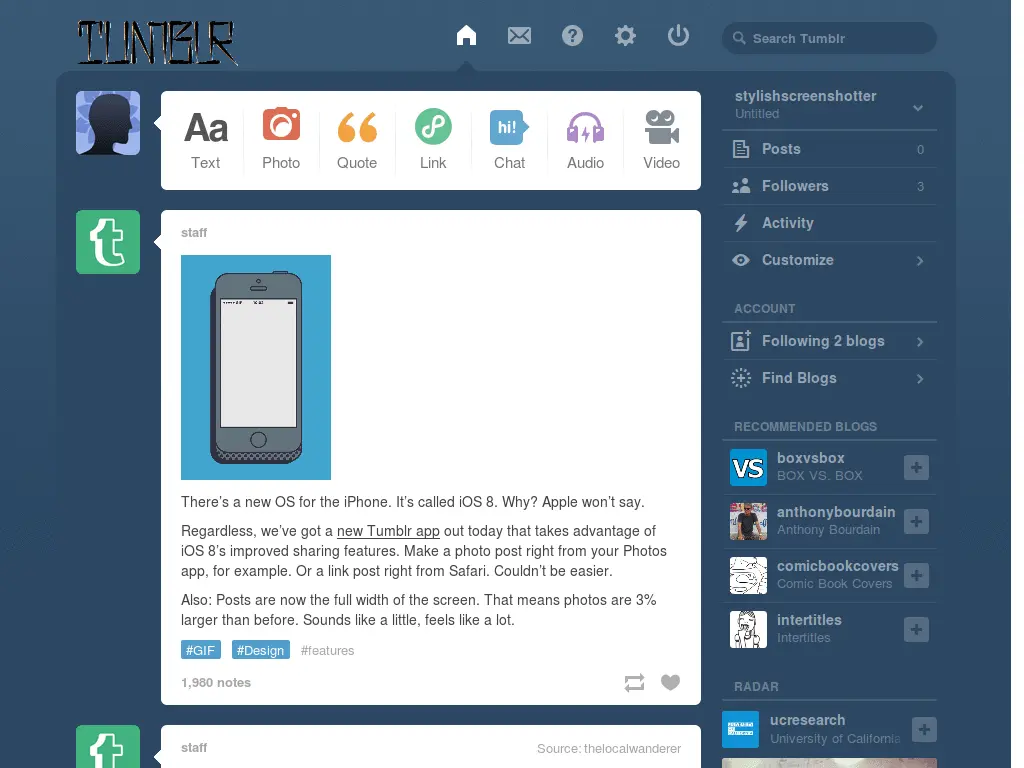 TUMBLR
Search Tumblr
Aa
Text
Photo
Quote
Link
hi!
Chat
Audio
Video
stylishscreenshotter
Untitled
Posts 0
Followers 3
Activity
Customize
ACCOUNT
Following 2 blogs
Find Blogs
RECOMMENDED BLOGS
VS
boxvsbox
BOX VS. BOX
anthonybourdain
Anthony Bourdain
comicbookcovers
Comic Book Covers
intertitles
Intertitles
RADAR
ucresearch
University of California
t
staff
There's a new OS for the iPhone. It's called iOS 8. Why? Apple won't say.
Regardless, we've got a new Tumblr app out today that takes advantage of
iOS 8's improved sharing features. Make a photo post right from your Photos
app, for example. Or a link post right from Safari. Couldn't be easier.
Also: Posts are now the full width of the screen. That means photos are 3%
larger than before. Sounds like a little, feels like a lot.
#GIF #Design #features
1,980 notes
t
staff
Source: thelocalwanderer